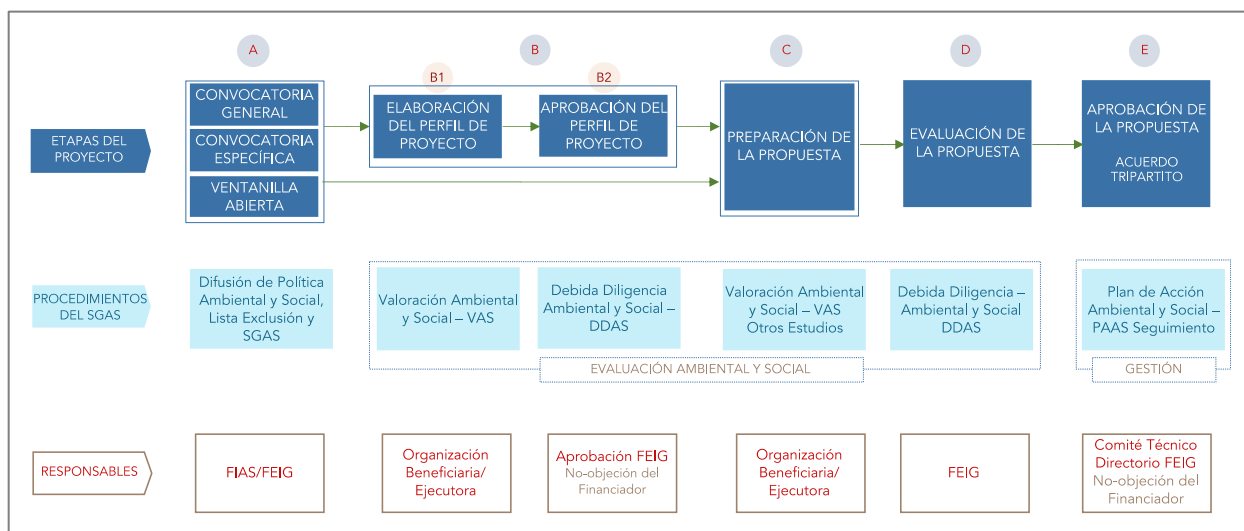 A
B
C
D
E
B1
B2
ETAPAS DEL
PROYECTO
CONVOCATORIA
GENERAL
CONVOCATORIA
ESPECÍFICA
VENTANILLA
ABIERTA
ELABORACIÓN
DEL PERFIL DE
PROYECTO
APROBACIÓN DEL
PERFIL DE
PROYECTO
PREPARACIÓN DE
LA PROPUESTA
EVALUACIÓN DE
LA PROPUESTA
APROBACIÓN DE
LA PROPUESTA
ACUERDO
TRIPARTITO
PROCEDIMIENTOS
DEL SGAS
Difusión de Política
Ambiental y Social,
Lista Exclusión y
SGAS
Valoración Ambiental
y Social – VAS
Debida Diligencia
Ambiental y Social –
DDAS
Valoración Ambiental
y Social – VAS
Otros Estudios
Debida Diligencia –
Ambiental y Social
DDAS
Plan de Acción
Ambiental y Social –
PAAS Seguimiento
EVALUACIÓN AMBIENTAL Y SOCIAL
GESTIÓN
RESPONSABLES
FIAS/FEIG
Organización
Beneficiaria/
Ejecutora
Aprobación FEIG
No-objeción del
Financiador
Organización
Beneficiaria/
Ejecutora
FEIG
Comité Técnico
Directorio FEIG
No-objeción del
Financiador